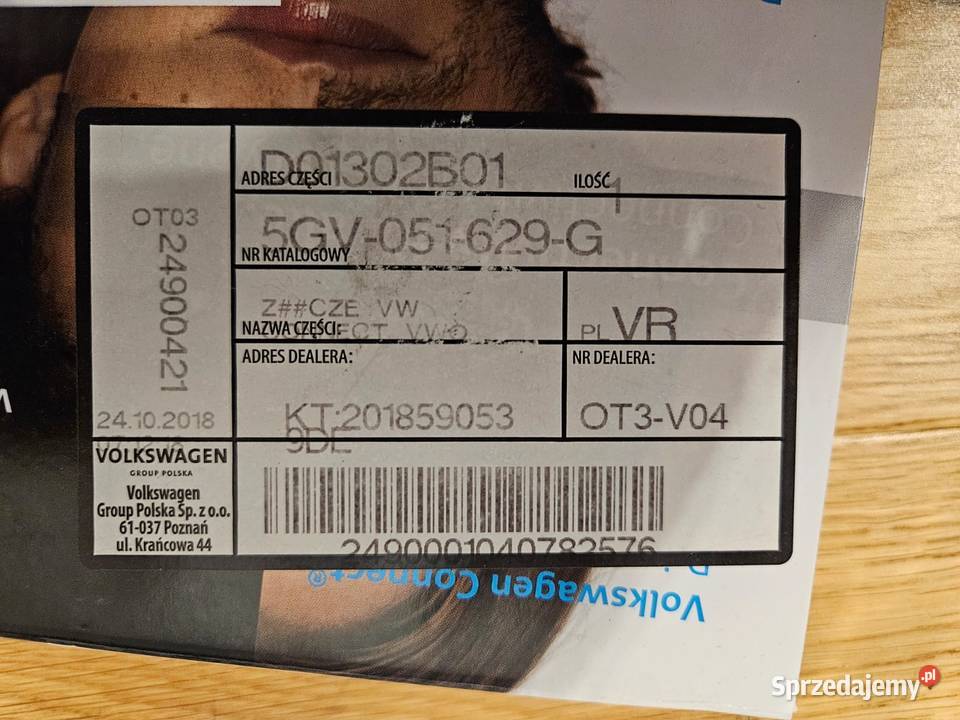 D01302B01
ADRES CZĘŚCI
ILOŚĆ
1
5GV-051-629-G
NR KATALOGOWY
OT03
24900421
24.10.2018
Z##CZE VW
NAZWA CZĘŚCI:
PL VR
ADRES DEALERA:
NR DEALERA:
KT:201859053
9DL
OT3-V04
VOLKSWAGEN
GROUP POLSKA
Volkswagen
Group Polska Sp. z o.o.
61-037 Poznań
ul. Krańcowa 44
2490001040782576
Volkswagen Connect®
Sprzedajemy.pl